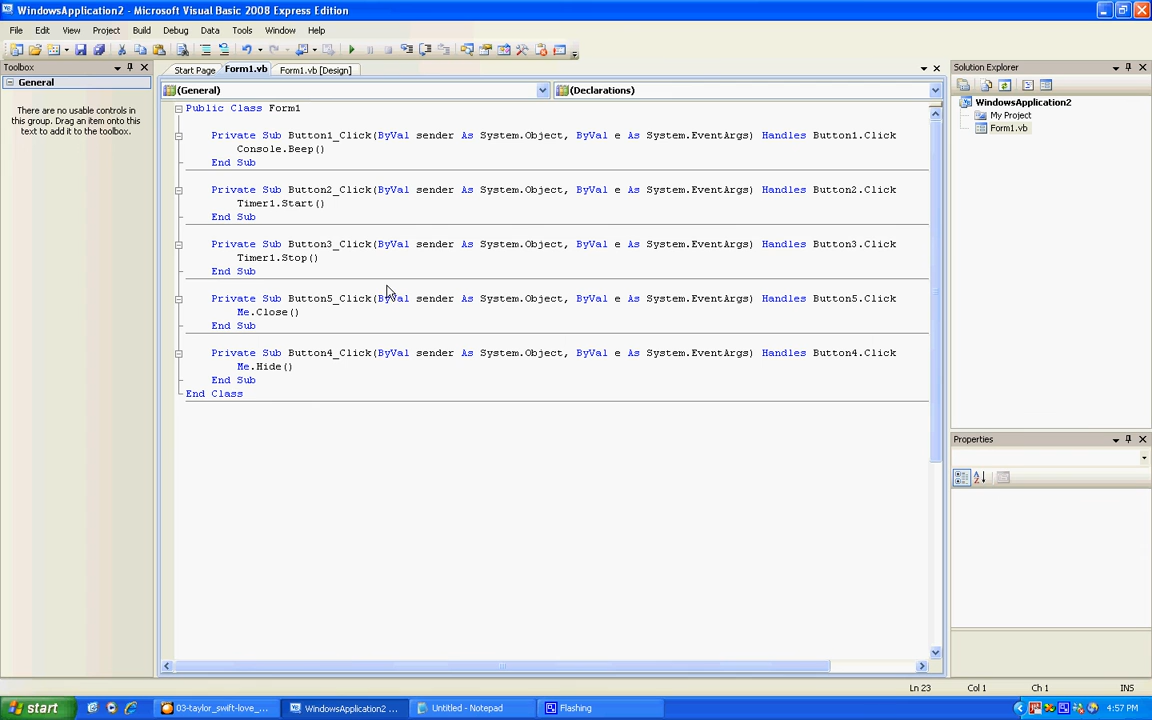 WindowsApplication2 - Microsoft Visual Basic 2008 Express Edition
File Edit View Project Build Debug Data Tools Window Help
Toolbox
General
There are no usable controls in
this group. Drag an item onto this
text to add it to the toolbox.
Start Page Form1.vb Form1.vb [Design]
(General) (Declarations)
Public Class Form1
Private Sub Button1_Click(ByVal sender As System.Object, ByVal e As System.EventArgs) Handles Button1.Click
Console.Beep()
End Sub
Private Sub Button2_Click(ByVal sender As System.Object, ByVal e As System.EventArgs) Handles Button2.Click
Timer1.Start()
End Sub
Private Sub Button3_Click(ByVal sender As System.Object, ByVal e As System.EventArgs) Handles Button3.Click
Timer1.Stop()
End Sub
Private Sub Button5_Click(ByVal sender As System.Object, ByVal e As System.EventArgs) Handles Button5.Click
Me.Close()
End Sub
Private Sub Button4_Click(ByVal sender As System.Object, ByVal e As System.EventArgs) Handles Button4.Click
Me.Hide()
End Sub
End Class
Solution Explorer
WindowsApplication2
My Project
Form1.vb
Properties
Ln 23 Col 1 Ch 1 INS
start 03-taylor_swift-love_... WindowsApplication2 ... Untitled - Notepad Flashing 4:57 PM